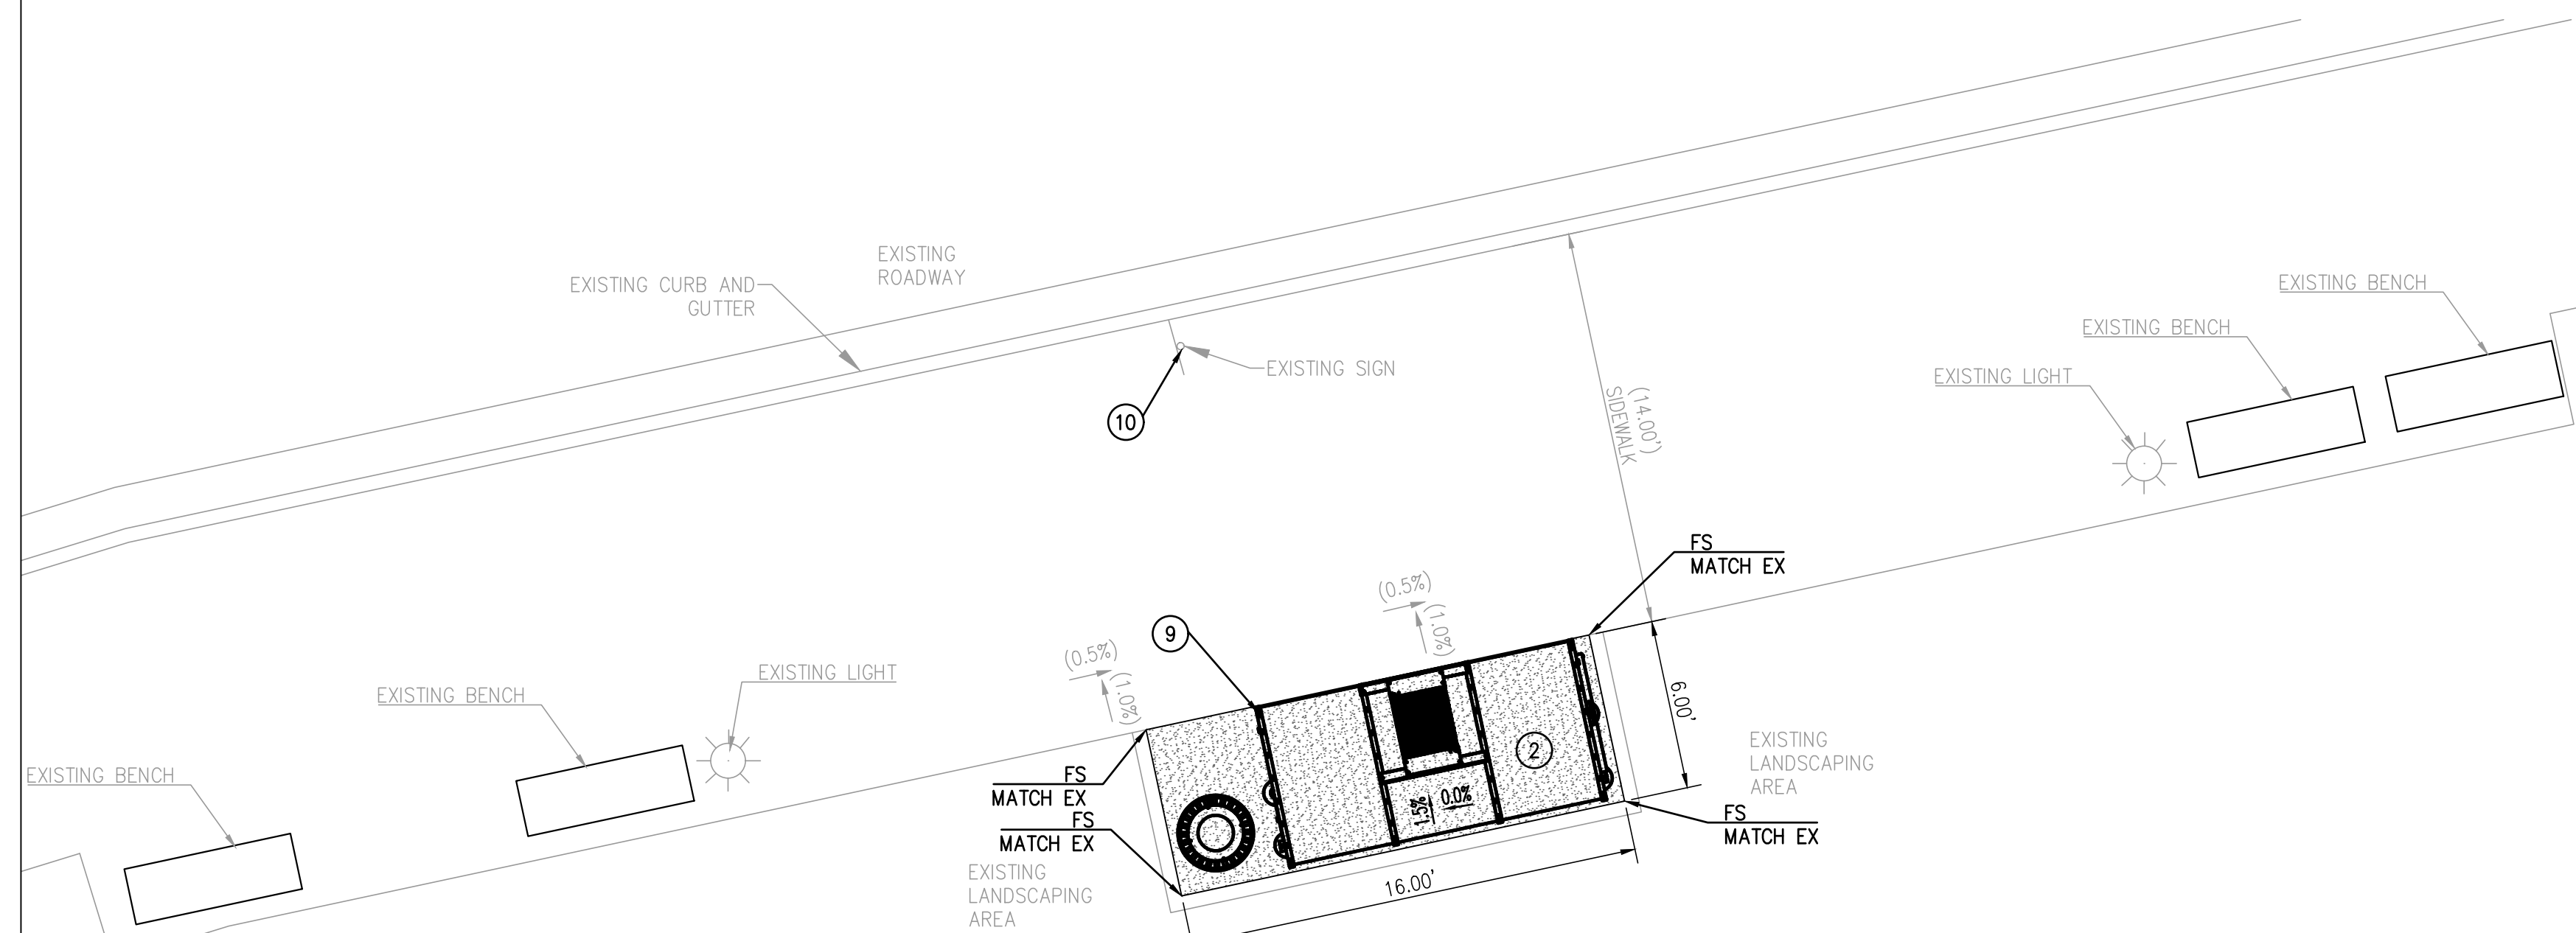 EXISTING
ROADWAY
EXISTING CURB AND
GUTTER
EXISTING SIGN
10
(14.00')
SIDEWALK
EXISTING BENCH
EXISTING BENCH
EXISTING LIGHT
FS
MATCH EX
(0.5%)
(1.0%)
9
(0.5%)
(1.0%)
EXISTING LIGHT
EXISTING BENCH
EXISTING BENCH
6.00'
2
EXISTING
LANDSCAPING
AREA
FS
MATCH EX
FS
MATCH EX
1.5%
0.0%
FS
MATCH EX
EXISTING
LANDSCAPING
AREA
16.00'